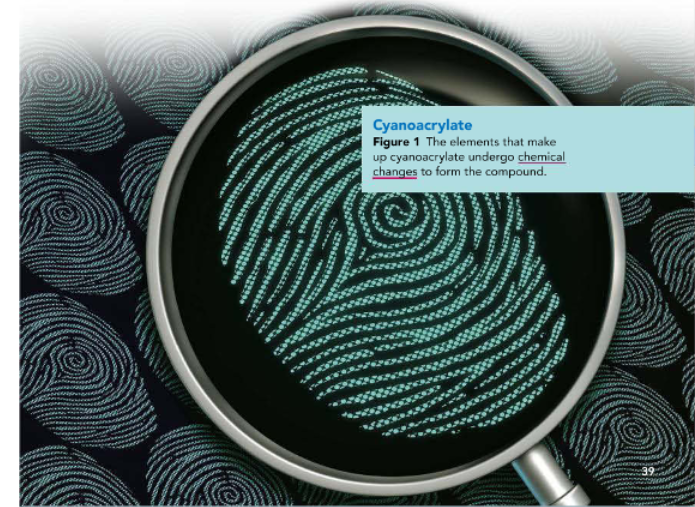 Cyanoacrylate
Figure 1 The elements that make
up cyanoacrylate undergo chemical
changes to form the compound.
39